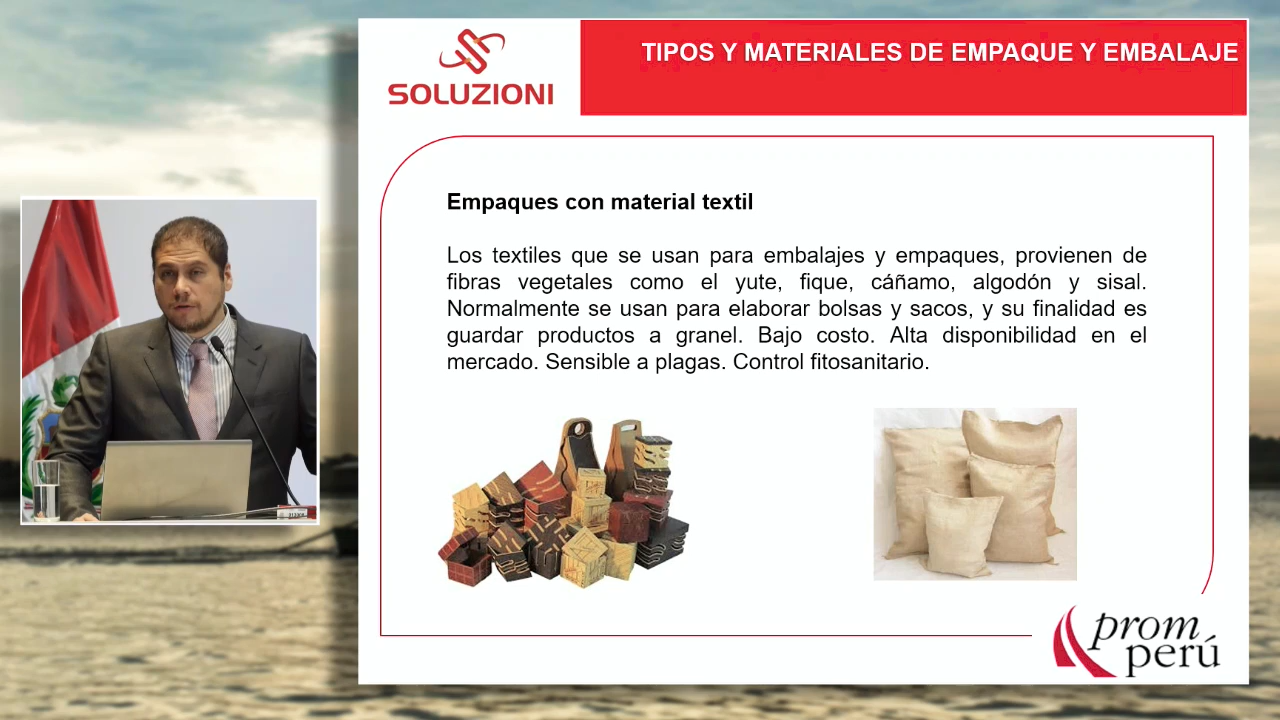 SOLUZIONI
TIPOS Y MATERIALES DE EMPAQUE Y EMBALAJE
Empaques con material textil
Los textiles que se usan para embalajes y empaques, provienen de
fibras vegetales como el yute, fique, cáñamo, algodón y sisal.
Normalmente se usan para elaborar bolsas y sacos, y su finalidad es
guardar productos a granel. Bajo costo. Alta disponibilidad en el
mercado. Sensible a plagas. Control fitosanitario.
prom
perú